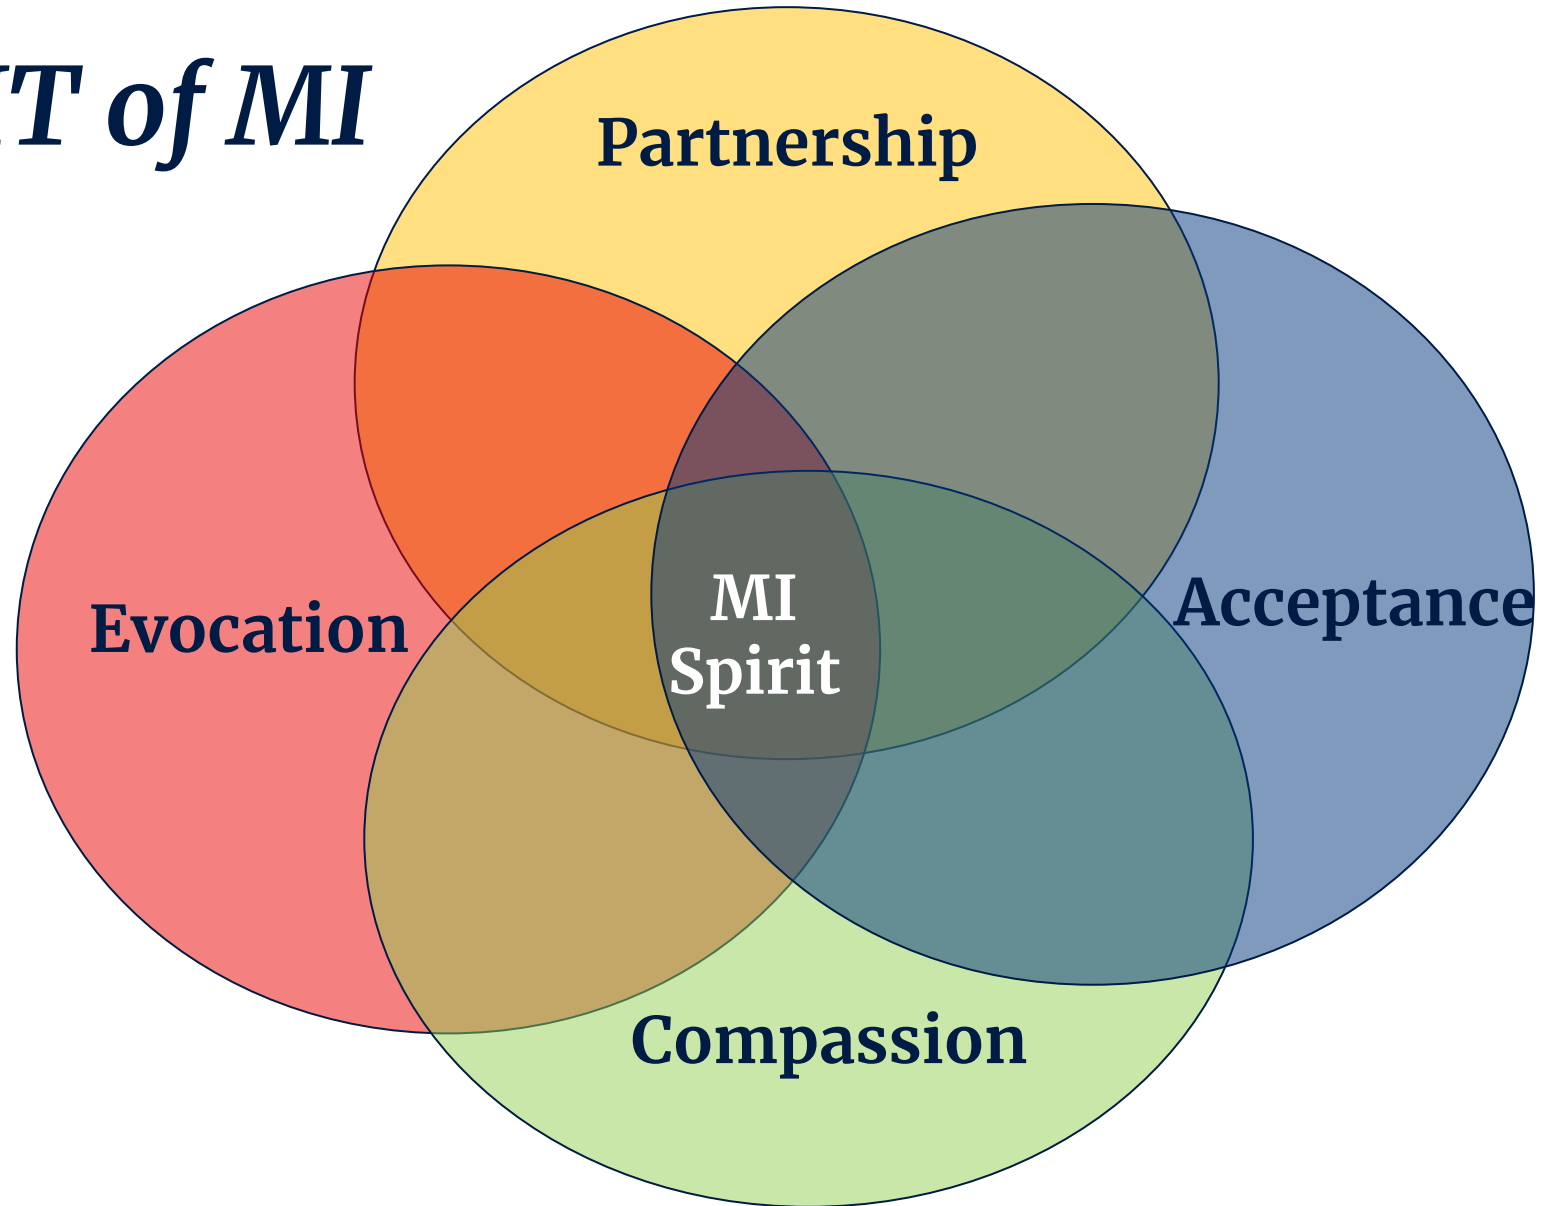 of MI
Partnership
Evocation
MI
Spirit
Acceptance
Compassion